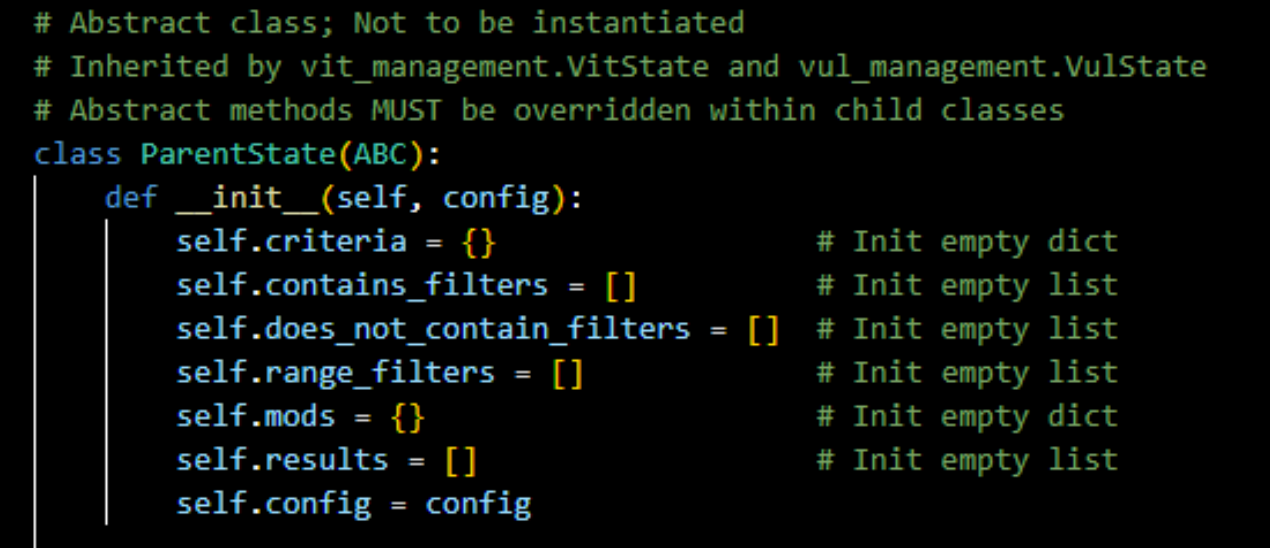 # Abstract class; Not to be instantiated
# Inherited by vit_management.VitState and vul_management.VulState
# Abstract methods MUST be overridden within child classes
class ParentState(ABC):
    def __init__(self, config):
        self.criteria = {}                  # Init empty dict
        self.contains_filters = []          # Init empty list
        self.does_not_contain_filters = []  # Init empty list
        self.range_filters = []             # Init empty list
        self.mods = {}                      # Init empty dict
        self.results = []                   # Init empty list
        self.config = config